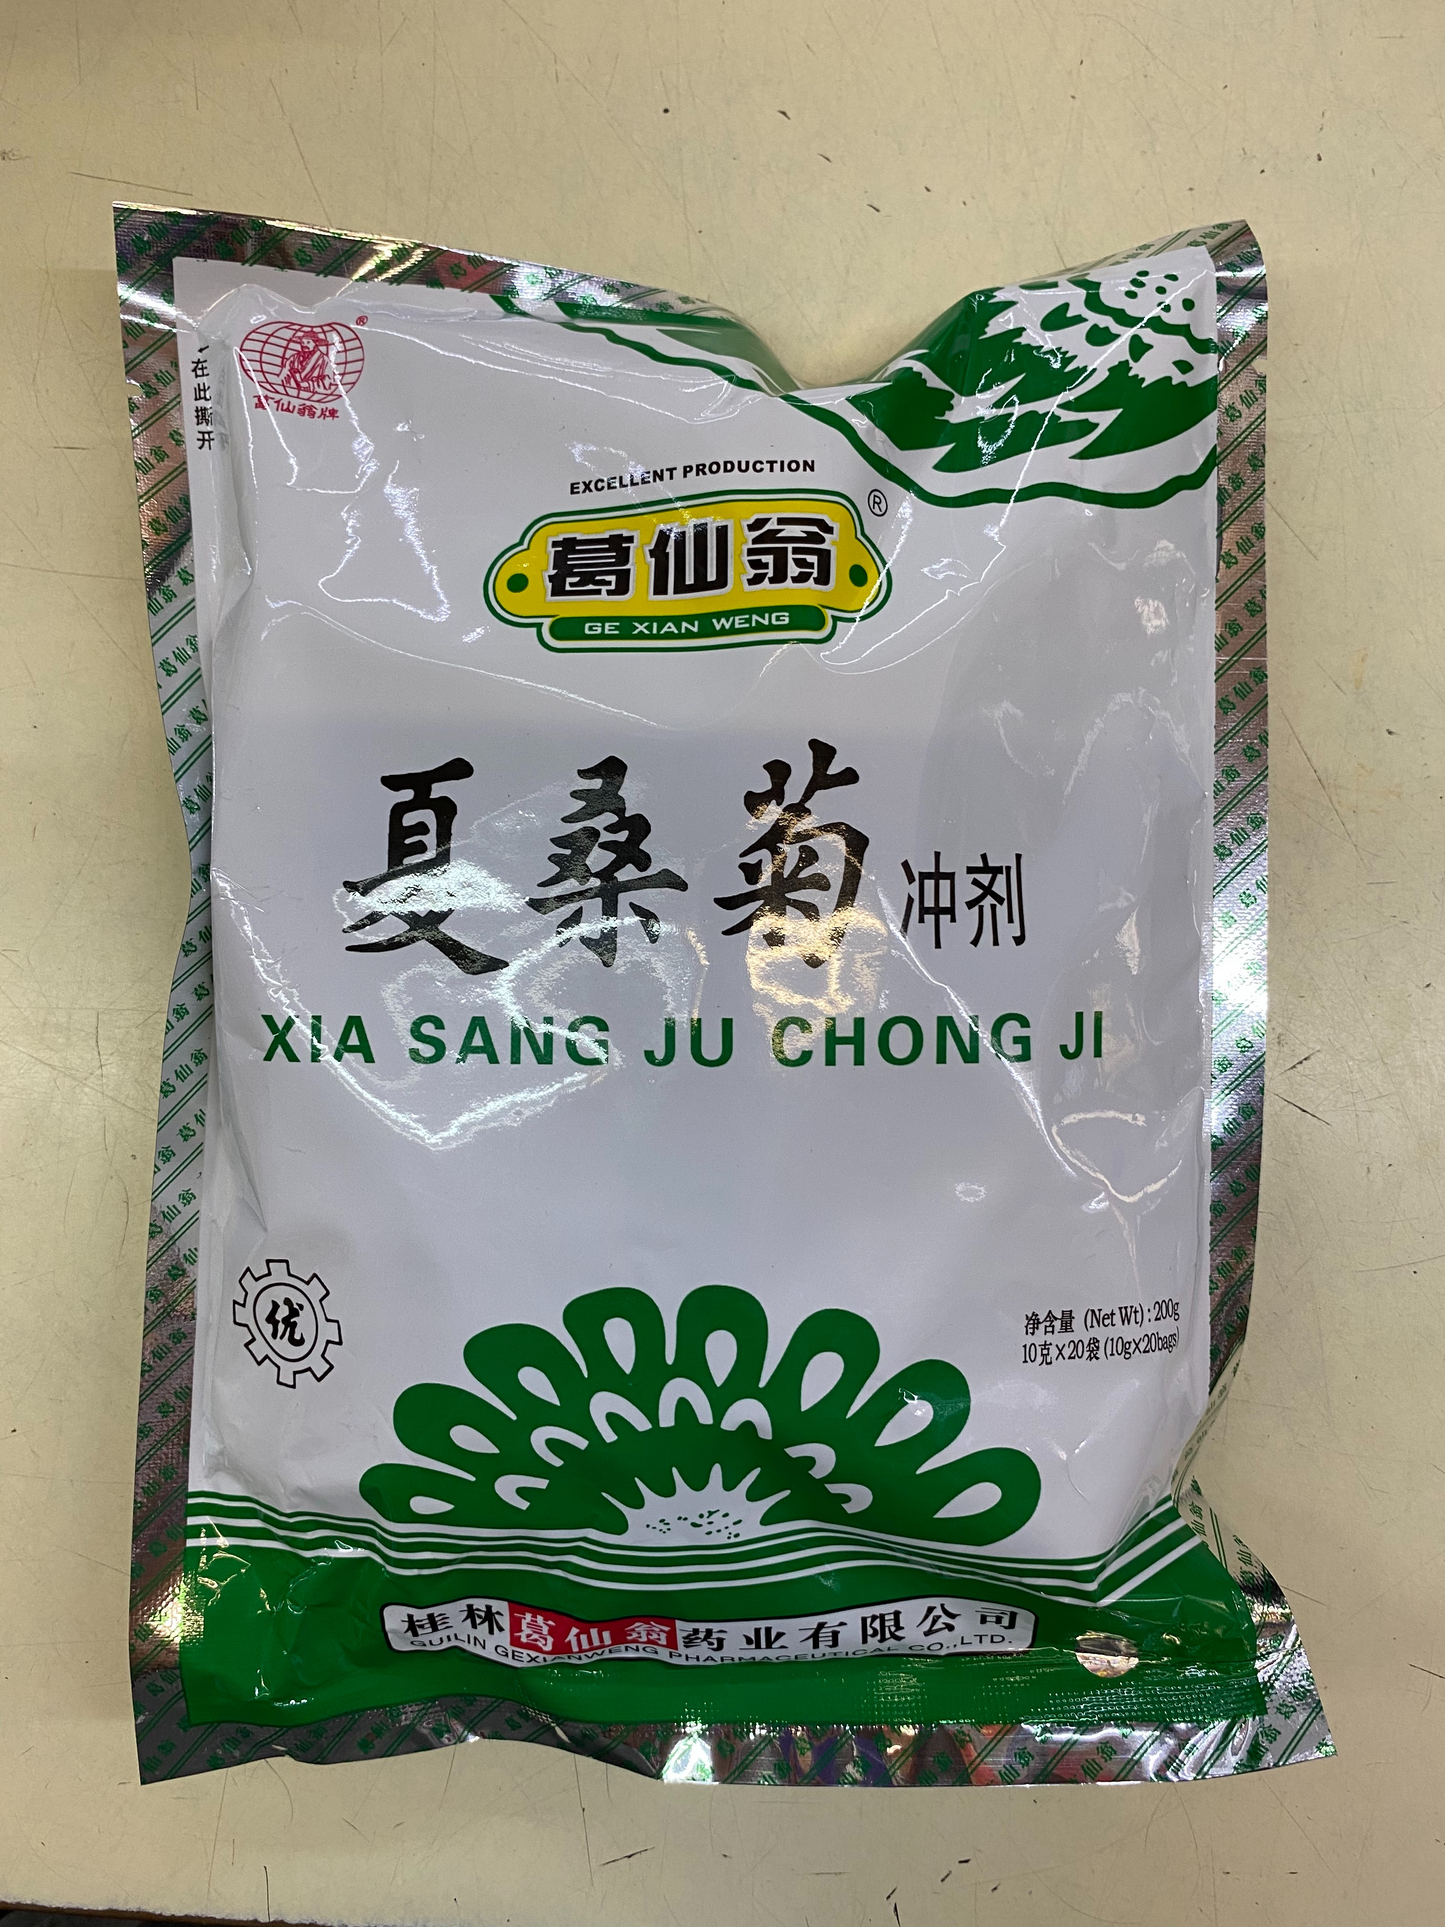 在此撕开
®
葛仙翁牌
EXCELLENT PRODUCTION
®
葛仙翁
GE XIAN WENG
夏桑菊冲剂
XIA SANG JU CHONG JI
优
净含量 (Net Wt) : 200g
10克×20袋 (10g×20bags)
桂林葛仙翁药业有限公司
GUILIN GEXIANWENG PHARMACEUTICAL CO.,LTD.